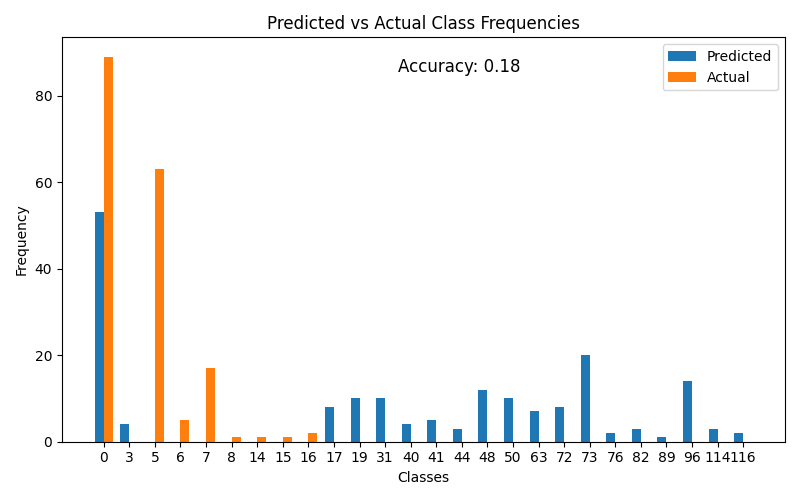 Predicted vs Actual Class Frequencies
Accuracy: 0.18
Predicted
Actual
Frequency
80
60
40
20
0
0 3 5 6 7 8 14 15 16 17 19 31 40 41 44 48 50 63 72 73 76 82 89 96 114 116
Classes